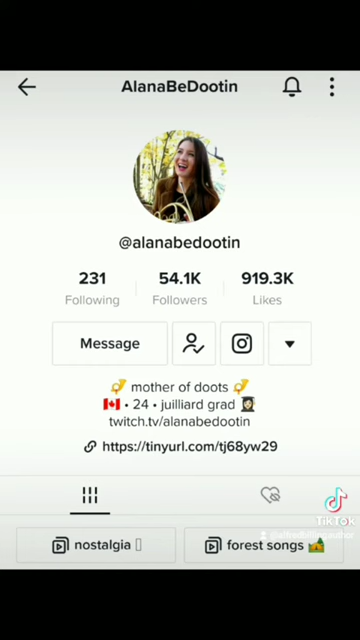 AlanaBeDootin
@alanabedootin
231 54.1K 919.3K
Following Followers Likes
Message
mother of doots
• 24 • juilliard grad
twitch.tv/alanabedootin
https://tinyurl.com/tj68yw29
TikTok
nostalgia
forest songs